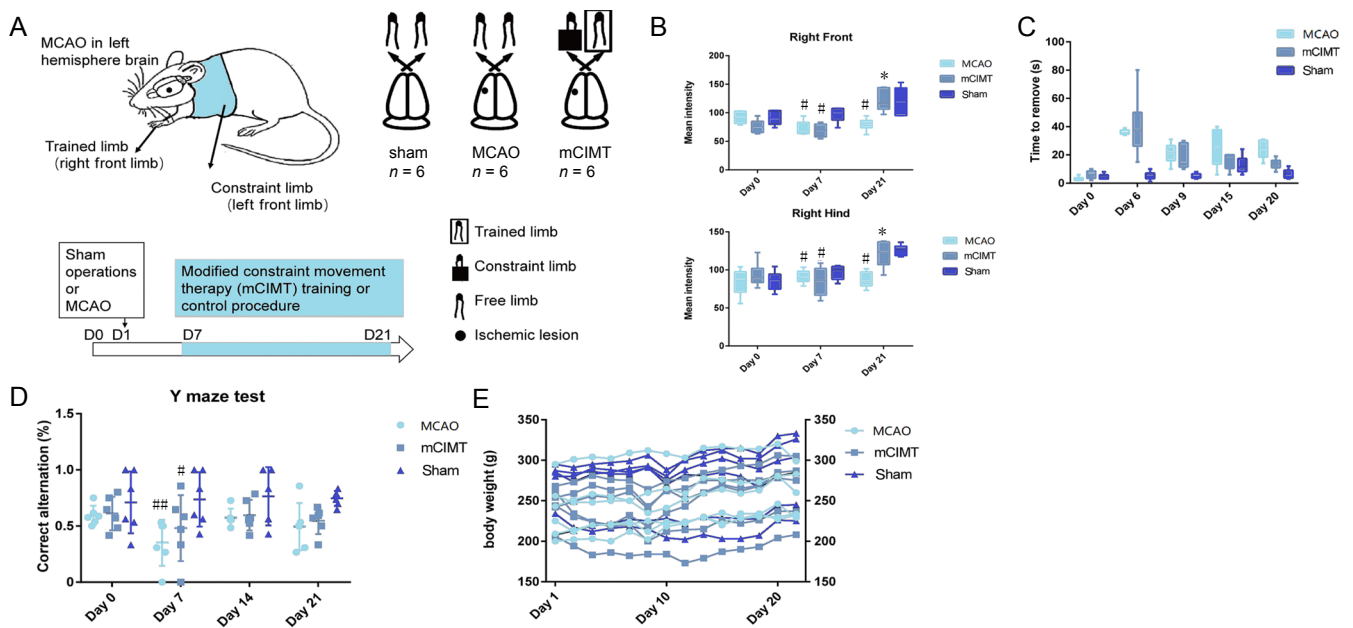 A
MCAO in left
hemisphere brain
Trained limb
(right front limb)
Constraint limb
(left front limb)
sham
n = 6
MCAO
n = 6
mCIMT
n = 6
Sham
operations
or
MCAO
Modified constraint movement
therapy (mCIMT) training or
control procedure
D0 D1 D7 D21
Trained limb
Constraint limb
Free limb
Ischemic lesion
B
Right Front
Mean intensity
200
150
100
50
0
# # # *
Day 0
Day 7
Day 21
MCAO
mCIMT
Sham
Right Hind
Mean intensity
150
100
50
0
# # # *
Day 0
Day 7
Day 21
MCAO
mCIMT
Sham
C
Time to remove (s)
100
80
60
40
20
0
Day 0
Day 6
Day 9
Day 15
Day 20
MCAO
mCIMT
Sham
D
Y maze test
Correct alternation (%)
1.5
1.0
0.5
0
## #
Day 0
Day 7
Day 14
Day 21
MCAO
mCIMT
Sham
E
body weight (g)
350
300
250
200
150
350
300
250
200
150
Day 1
Day 10
Day 20
MCAO
mCIMT
Sham